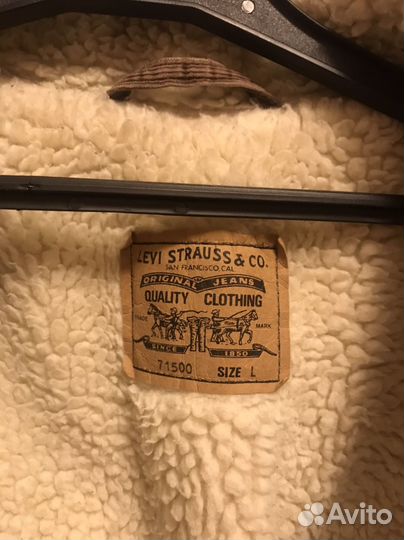 LEVI STRAUSS & CO.
SAN FRANCISCO, CAL.
ORIGINAL JEANS
QUALITY CLOTHING
TRADE MARK
SINCE 1850
71500 SIZE L
Avito